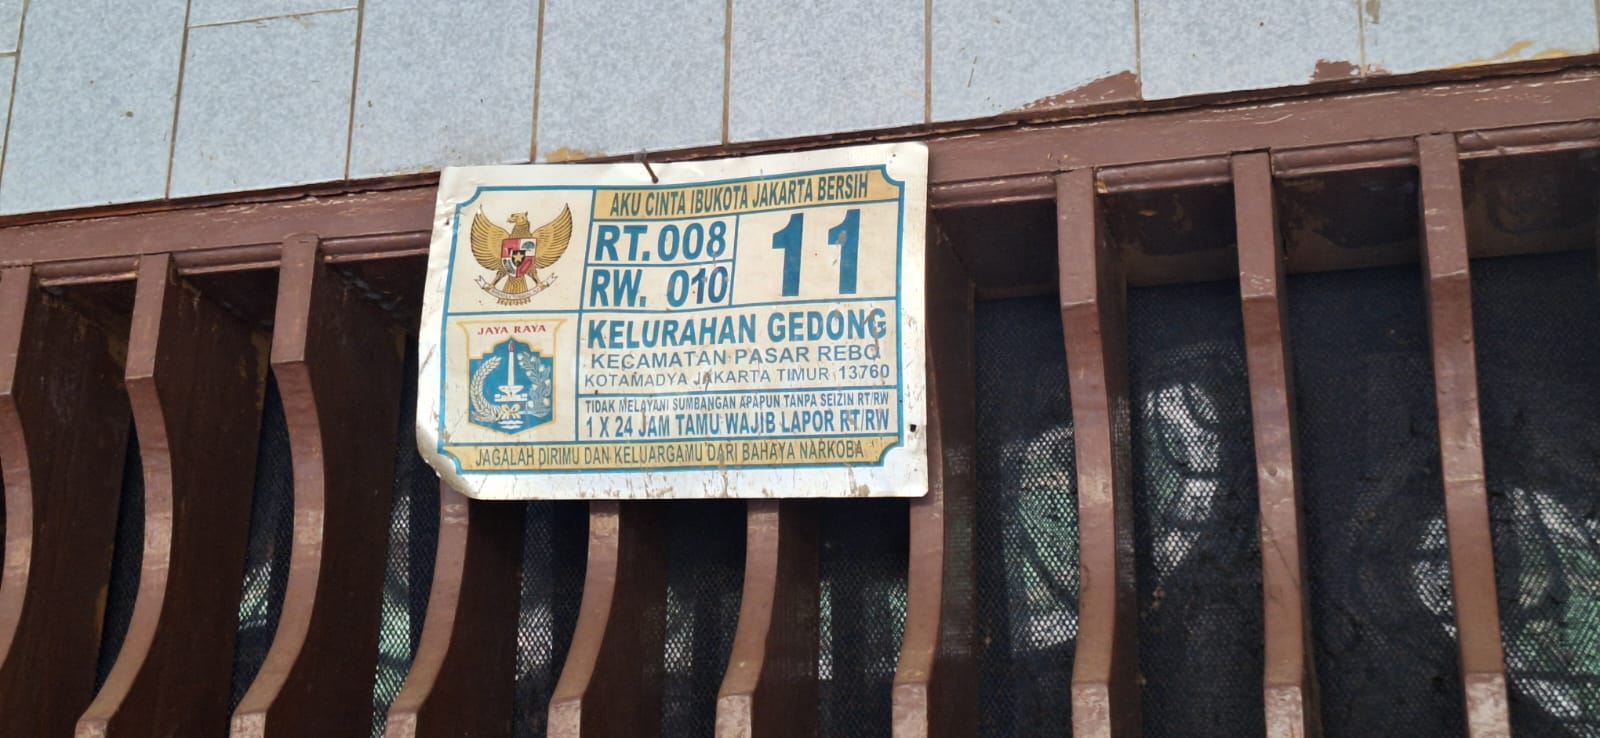 AKU CINTA IBUKOTA JAKARTA BERSIH
RT.008
RW. 010
11
JAYA RAYA
KELURAHAN GEDONG
KECAMATAN PASAR REBO
KOTAMADYA JAKARTA TIMUR 13760
TIDAK MELAYANI SUMBANGAN APAPUN TANPA SEIZIN RT/RW
1 X 24 JAM TAMU WAJIB LAPOR RT/RW
JAGALAH DIRIMU DAN KELUARGAMU DARI BAHAYA NARKOBA